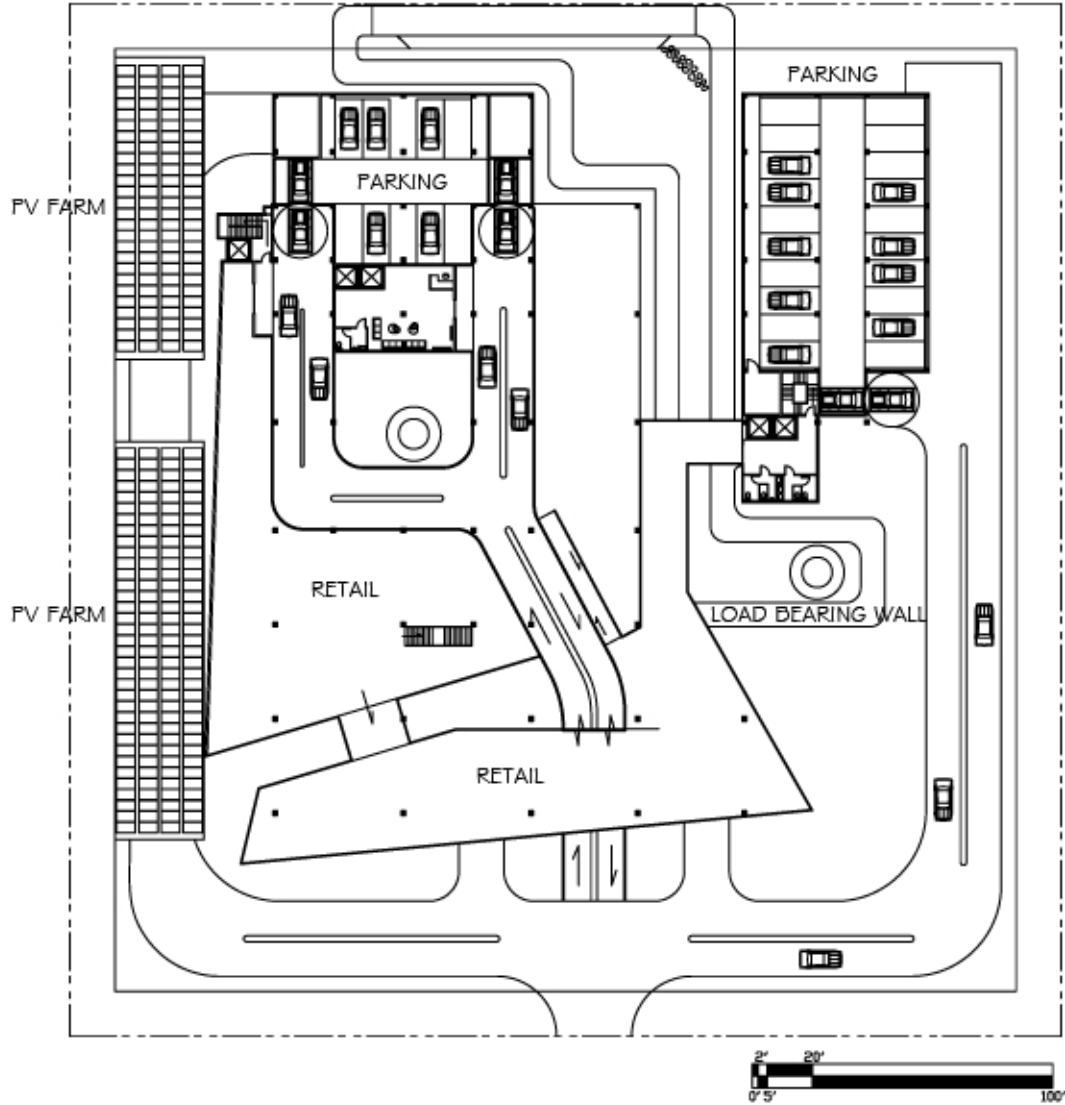 PARKING
PARKING
PV FARM
RETAIL
PV FARM
LOAD BEARING WALL
RETAIL
2' 20'
0' 5' 100'